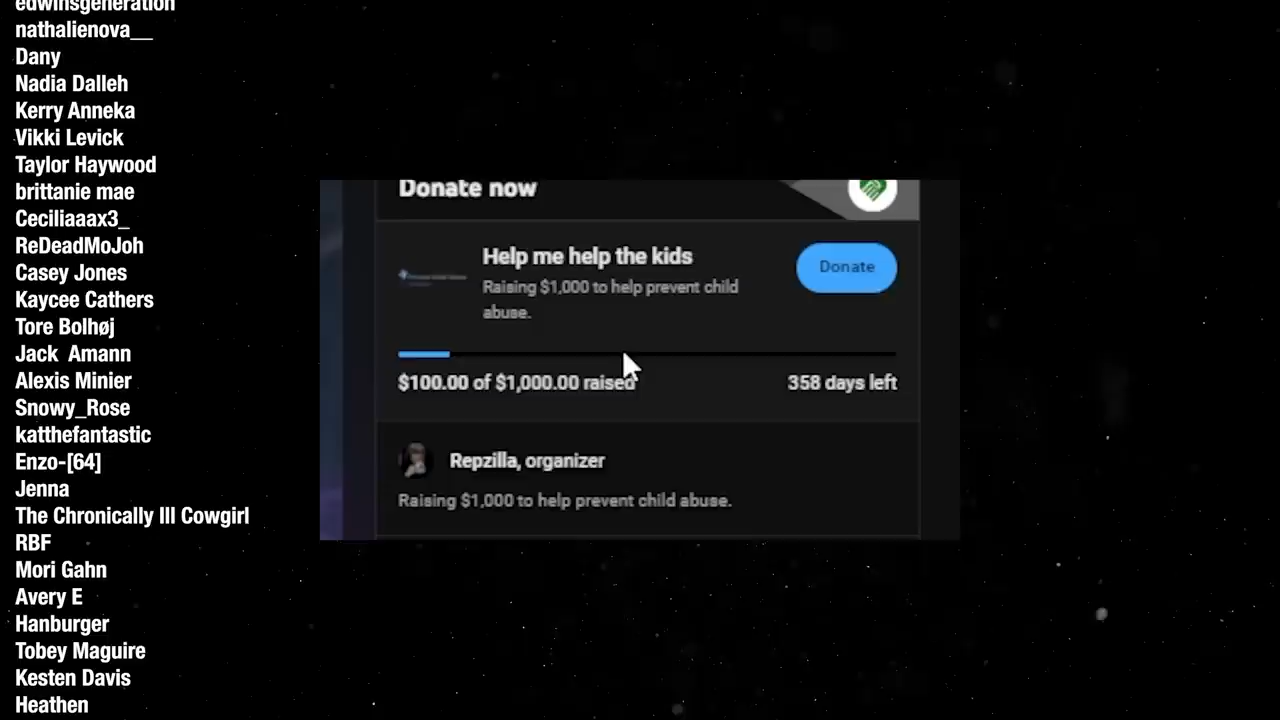 edwinsgeneration
nathalienova__
Dany
Nadia Dalleh
Kerry Anneka
Vikki Levick
Taylor Haywood
brittanie mae
Ceciliaaax3_
ReDeadMoJoh
Casey Jones
Kaycee Cathers
Tore Bolhøj
Jack  Amann
Alexis Minier
Snowy_Rose
katthefantastic
Enzo-[64]
Jenna
The Chronically Ill Cowgirl
RBF
Mori Gahn
Avery E
Hanburger
Tobey Maguire
Kesten Davis
Heathen
Donate now
Help me help the kids
Donate
Raising $1,000 to help prevent child
abuse.
$100.00 of $1,000.00 raised
358 days left
Repzilla, organizer
Raising $1,000 to help prevent child abuse.